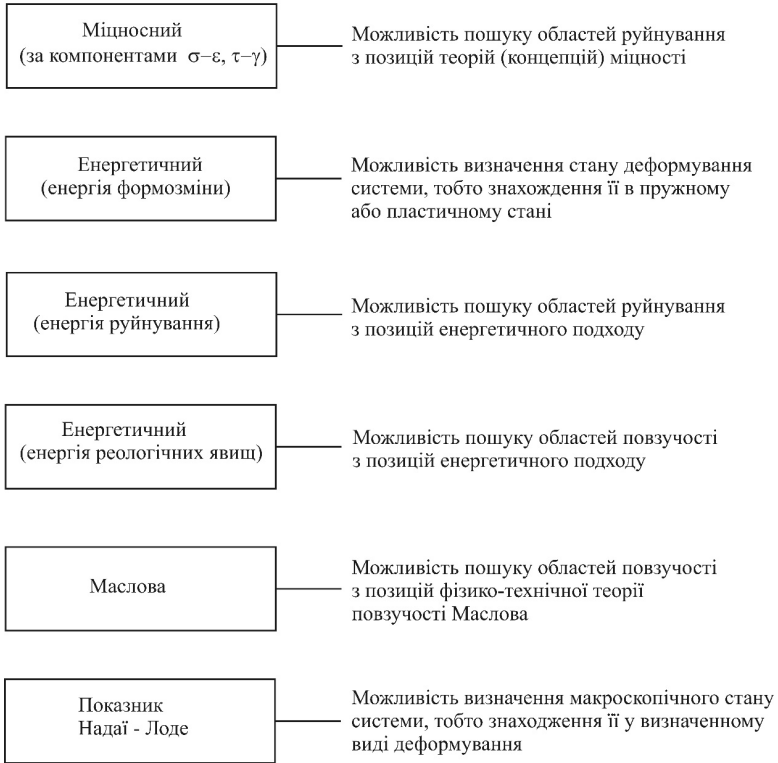 Міцносний
(за компонентами σ–ε, τ–γ)
Можливість пошуку областей руйнування
з позицій теорій (концепцій) міцності
Енергетичний
(енергія формозміни)
Можливість визначення стану деформування
системи, тобто знахождення її в пружному
або пластичному стані
Енергетичний
(енергія руйнування)
Можливість пошуку областей руйнування
з позицій енергетичного подходу
Енергетичний
(енергія реологічних явищ)
Можливість пошуку областей повзучості
з позицій енергетичного подходу
Маслова
Можливість пошуку областей повзучості
з позицій фізико-технічної теорії
повзучості Маслова
Показник
Надаї - Лоде
Можливість визначення макроскопічного стану
системи, тобто знаходження її у визначенному
виді деформування